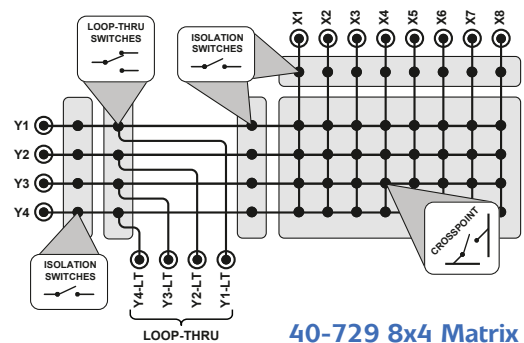 LOOP-THRU
SWITCHES
ISOLATION
SWITCHES
X1 X2 X3 X4 X5 X6 X7 X8
Y1
Y2
Y3
Y4
CROSSPOINT
ISOLATION
SWITCHES
Y4-LT Y3-LT Y2-LT Y1-LT
LOOP-THRU
40-729 8x4 Matrix